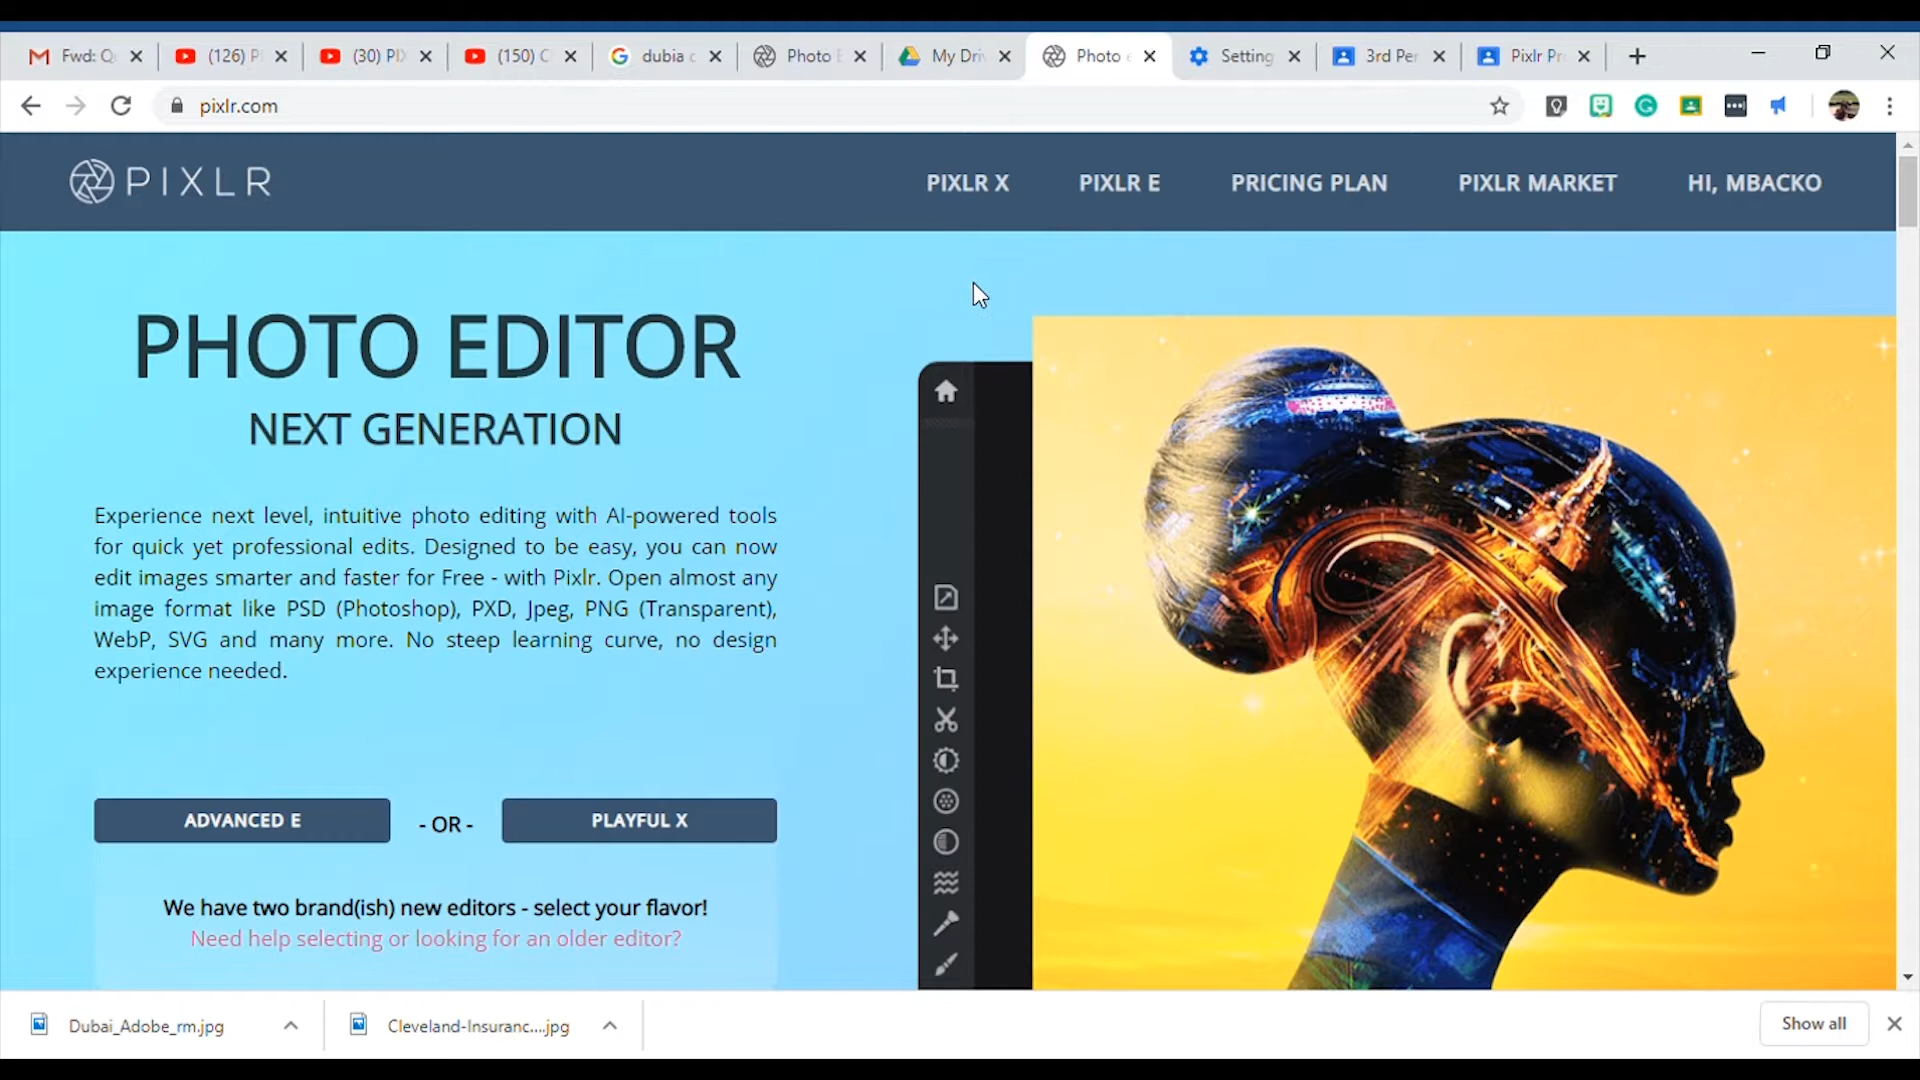 Fwd: Q
(126) P
(30) PIX
(150) C
dubia c
Photo E
My Driv
Photo e
Setting
3rd Per
Pixlr Pr
pixlr.com
PIXLR
PIXLR X
PIXLR E
PRICING PLAN
PIXLR MARKET
HI, MBACKO
PHOTO EDITOR
NEXT GENERATION
Experience next level, intuitive photo editing with AI-powered tools
for quick yet professional edits. Designed to be easy, you can now
edit images smarter and faster for Free - with Pixlr. Open almost any
image format like PSD (Photoshop), PXD, Jpeg, PNG (Transparent),
WebP, SVG and many more. No steep learning curve, no design
experience needed.
ADVANCED E
- OR -
PLAYFUL X
We have two brand(ish) new editors - select your flavor!
Need help selecting or looking for an older editor?
Dubai_Adobe_rm.jpg
Cleveland-Insuranc....jpg
Show all